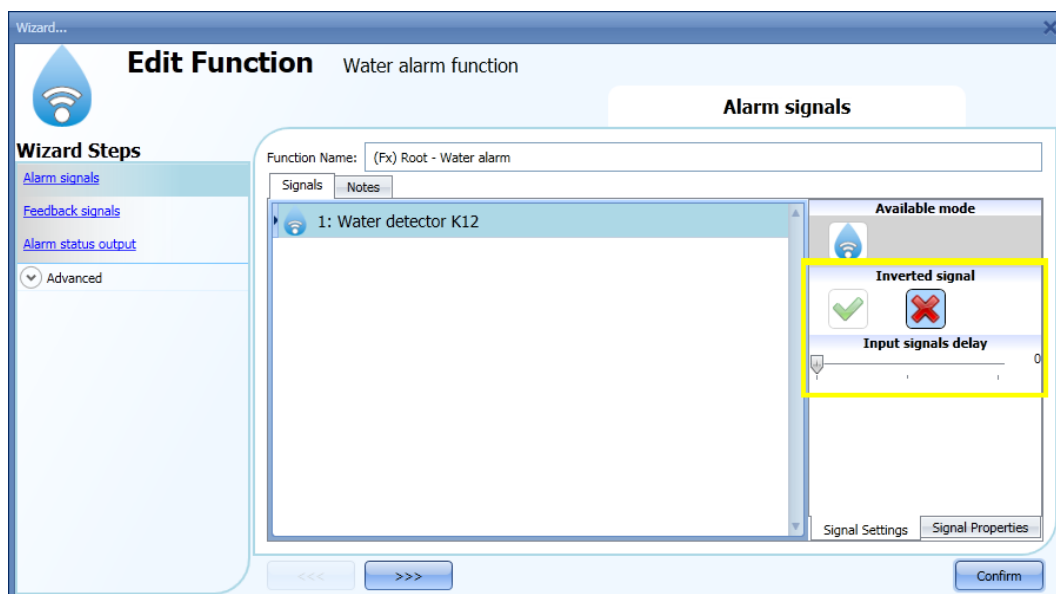 Wizard...
Edit Function Water alarm function
Alarm signals
Wizard Steps
Alarm signals
Feedback signals
Alarm status output
Advanced
Function Name: (Fx) Root - Water alarm
Signals Notes
1: Water detector K12
Available mode
Inverted signal
Input signals delay
0
Signal Settings Signal Properties
<<< >>> Confirm